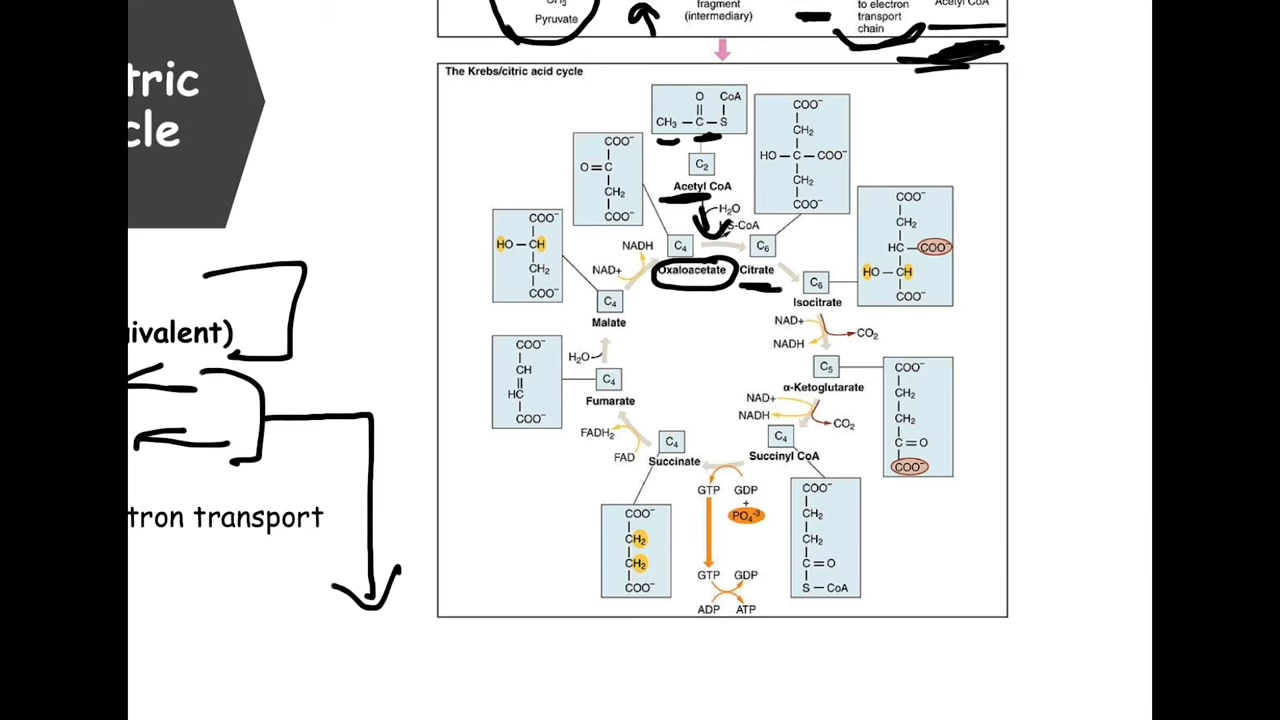 CH₃
Pyruvate
fragment
(intermediary)
to electron
transport
chain
Acetyl CoA
tric
cle
ivalent)
tron transport
The Krebs/citric acid cycle
O CoA
CH₃ — C — S
C₂
Acetyl CoA
H₂O
S-CoA
COO⁻
O=C
CH₂
COO⁻
C₄
Oxaloacetate
COO⁻
CH₂
HO — C — COO⁻
CH₂
COO⁻
C₆
Citrate
COO⁻
CH₂
HC — COO⁻
HO — CH
COO⁻
C₆
Isocitrate
NAD+
NADH
CO₂
C₅
α-Ketoglutarate
COO⁻
CH₂
CH₂
C=O
COO⁻
NAD+
NADH
CO₂
C₄
Succinyl CoA
COO⁻
CH₂
CH₂
C=O
S — CoA
GTP GDP
+
PO₄⁻³
GTP GDP
ADP ATP
C₄
Succinate
COO⁻
CH₂
CH₂
COO⁻
FADH₂
FAD
C₄
Fumarate
COO⁻
CH
HC
COO⁻
H₂O
C₄
Malate
COO⁻
HO — CH
CH₂
COO⁻
NAD+
NADH